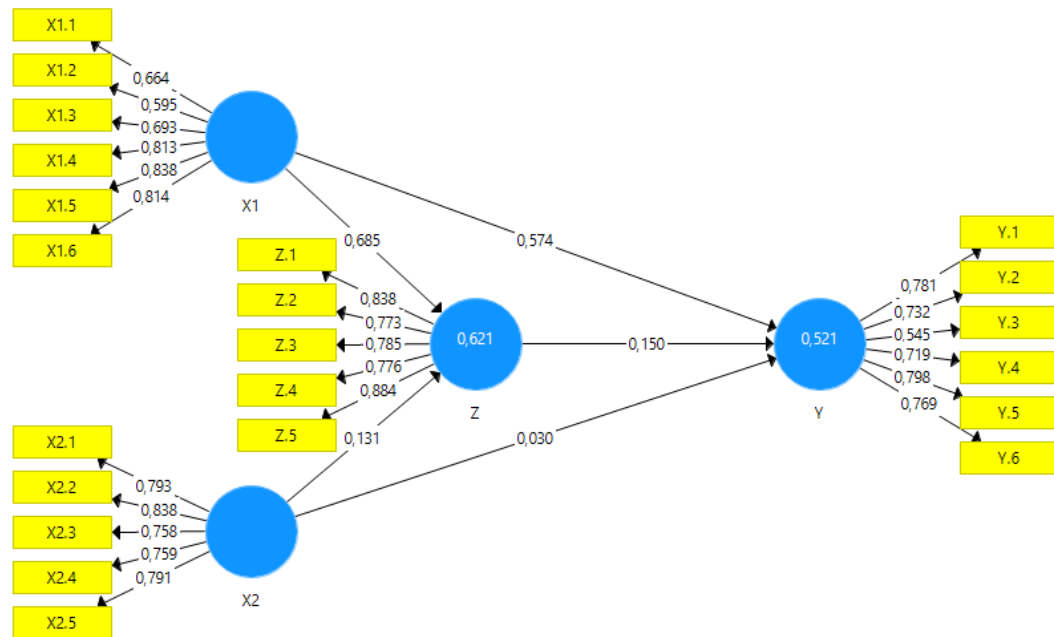 X1.1
X1.2
X1.3
X1.4
X1.5
X1.6
0,664
0,595
0,693
0,813
0,838
0,814
X1
0,685
0,574
Z.1
Z.2
Z.3
Z.4
Z.5
0,838
0,773
0,785
0,776
0,884
0,621
Z
0,150
0,131
0,030
0,521
Y
0,781
0,732
0,545
0,719
0,798
0,769
Y.1
Y.2
Y.3
Y.4
Y.5
Y.6
X2.1
X2.2
X2.3
X2.4
X2.5
0,793
0,838
0,758
0,759
0,791
X2